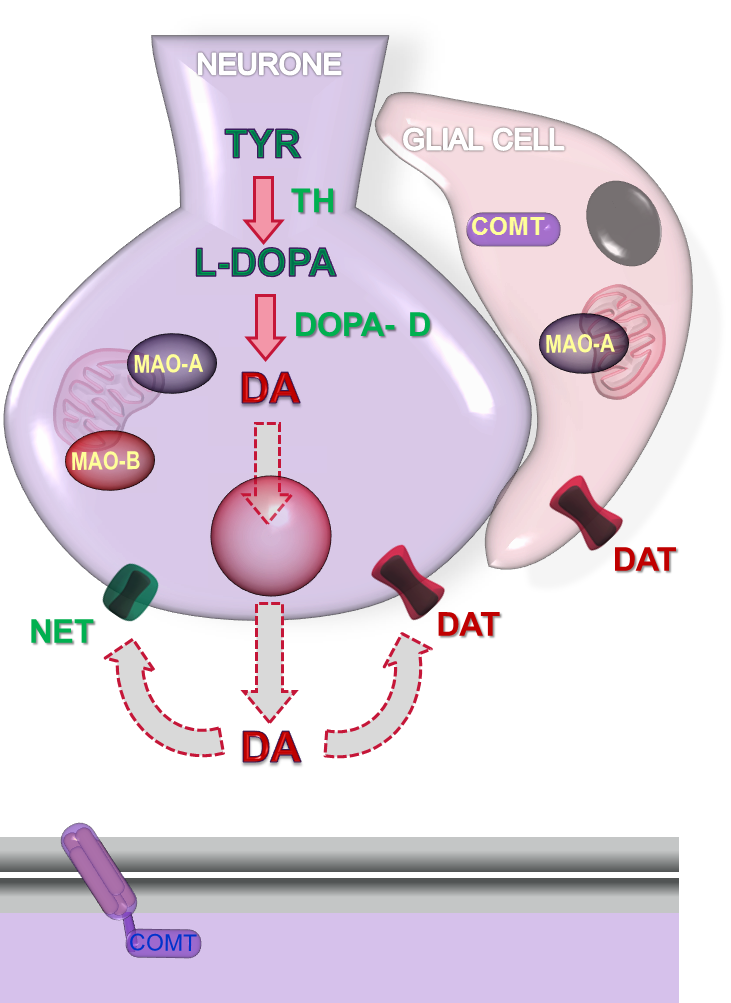 NEURONE
TYR
TH
L-DOPA
DOPA- D
DA
MAO-A
MAO-B
GLIAL CELL
COMT
MAO-A
DAT
NET
DAT
DA
COMT